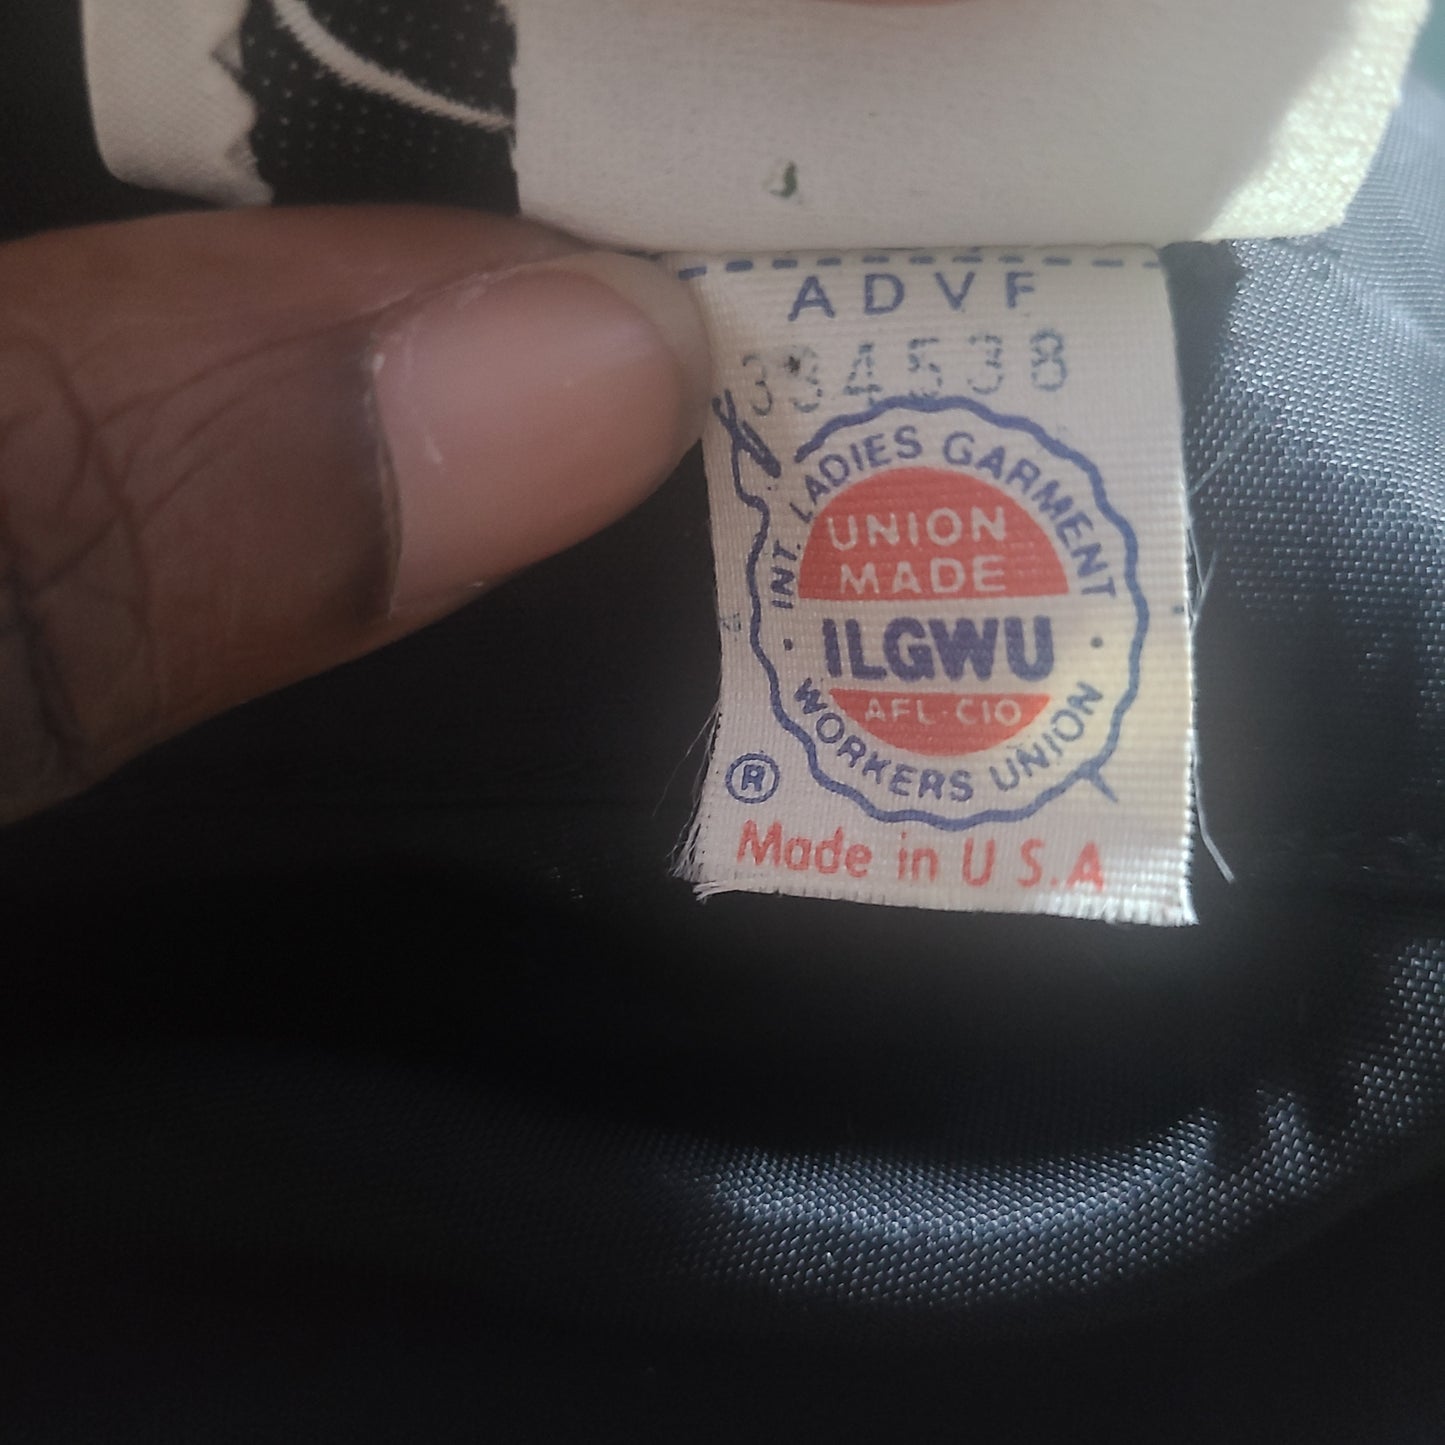 ADVF
334538
INT. LADIES GARMENT
UNION
MADE
ILGWU
AFL-CIO
WORKERS UNION
®
Made in U S.A